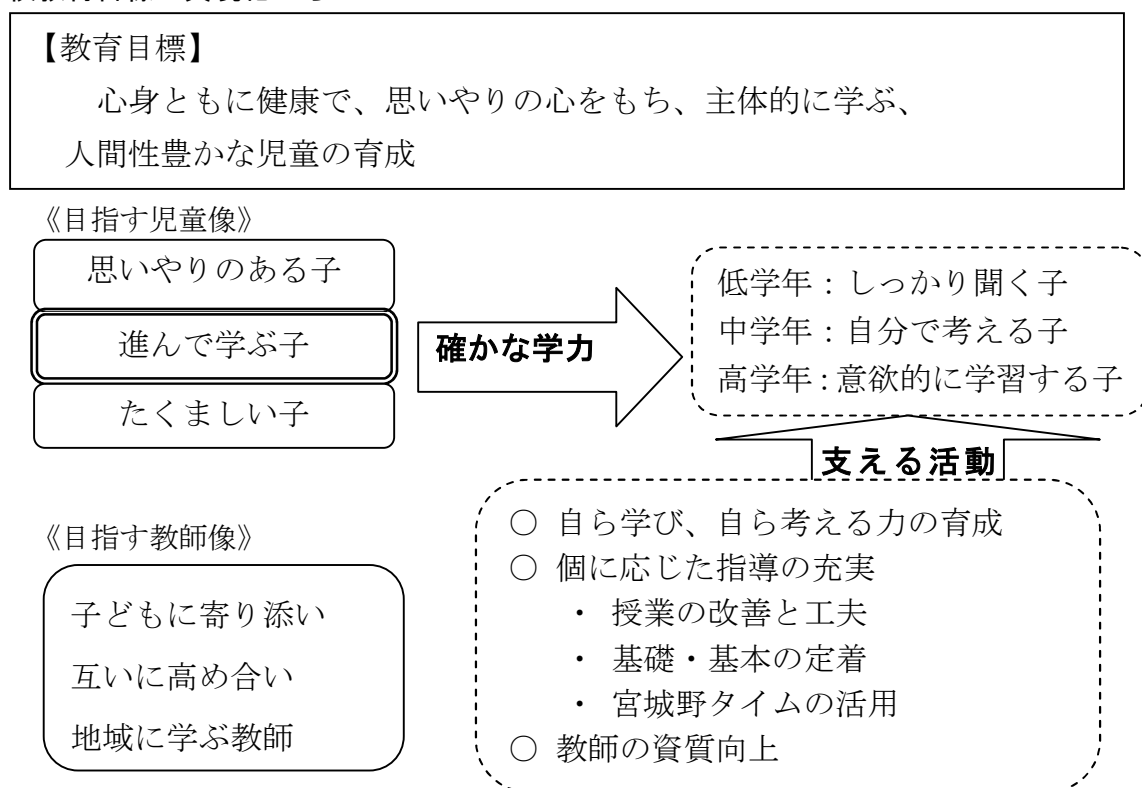 【教育目標】
心身ともに健康で、思いやりの心をもち、主体的に学ぶ、
人間性豊かな児童の育成
《目指す児童像》
思いやりのある子
進んで学ぶ子
たくましい子
確かな学力
低学年：しっかり聞く子
中学年：自分で考える子
高学年：意欲的に学習する子
支える活動
《目指す教師像》
子どもに寄り添い
互いに高め合い
地域に学ぶ教師
○ 自ら学び、自ら考える力の育成
○ 個に応じた指導の充実
・ 授業の改善と工夫
・ 基礎・基本の定着
・ 宮城野タイムの活用
○ 教師の資質向上